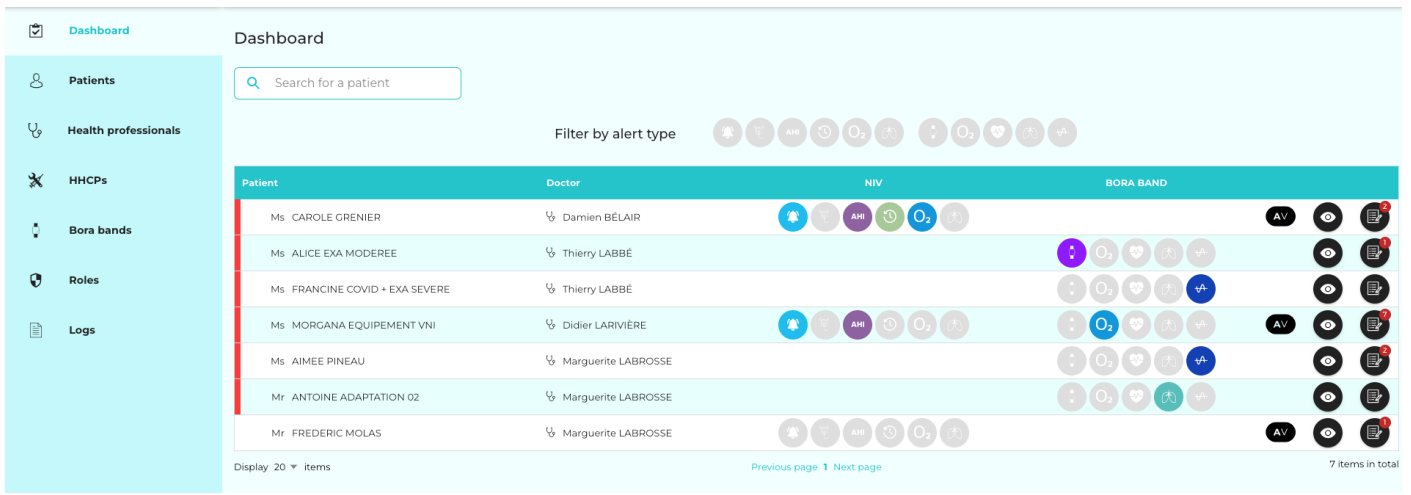 Dashboard
Patients
Health professionals
HHCPs
Bora bands
Roles
Logs
Dashboard
Search for a patient
Filter by alert type AHI O₂ O₂
Patient Doctor NIV BORA BAND
Ms CAROLE GRENIER Damien BÉLAIR AHI O₂ AV 2
Ms ALICE EXA MODEREE Thierry LABBÉ O₂ 1
Ms FRANCINE COVID + EXA SEVERE Thierry LABBÉ O₂
Ms MORGANA EQUIPEMENT VNI Didier LARIVIÈRE AHI O₂ O₂ AV 7
Ms AIMEE PINEAU Marguerite LABROSSE O₂ 2
Mr ANTOINE ADAPTATION 02 Marguerite LABROSSE O₂
Mr FREDERIC MOLAS Marguerite LABROSSE AHI O₂ AV 1
Display 20 items Previous page 1 Next page 7 items in total